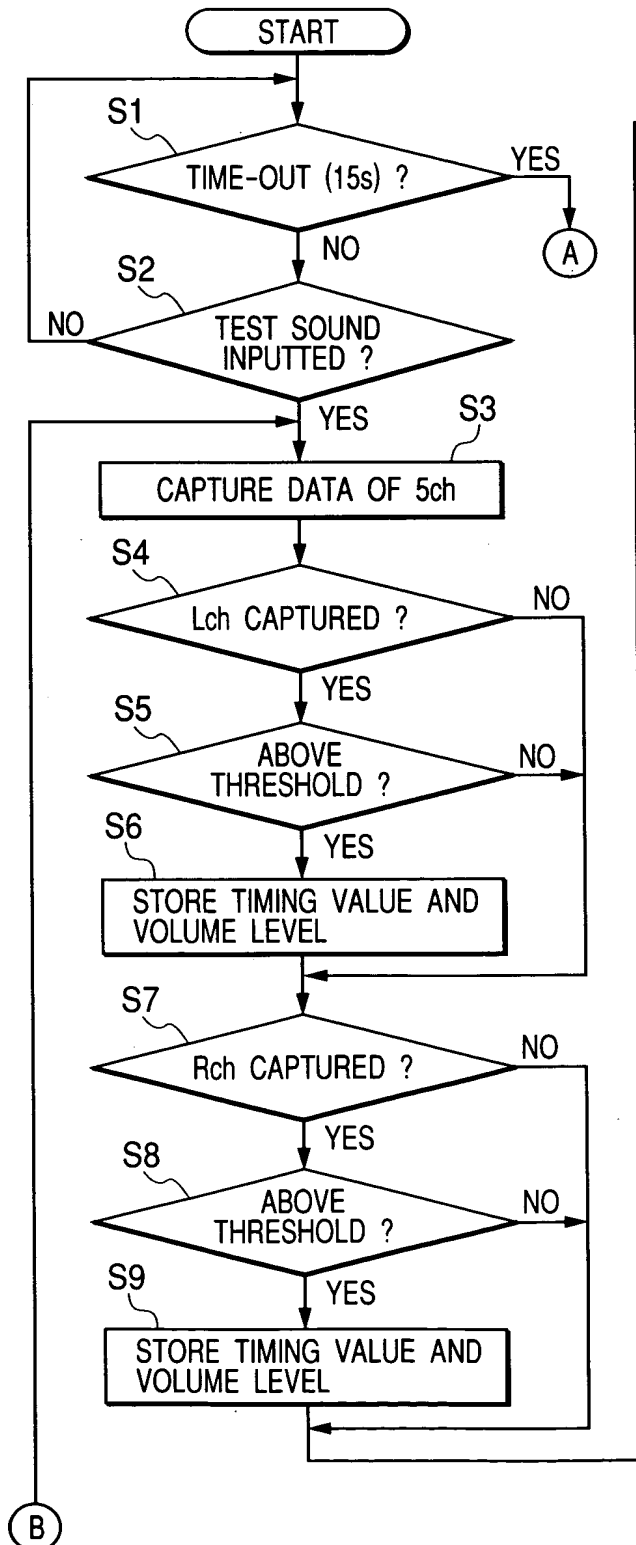 START
S1
TIME-OUT (15s) ?
YES
A
NO
S2
TEST SOUND
INPUTTED ?
NO
YES
S3
CAPTURE DATA OF 5ch
S4
Lch CAPTURED ?
NO
YES
S5
ABOVE
THRESHOLD ?
NO
YES
S6
STORE TIMING VALUE AND
VOLUME LEVEL
S7
Rch CAPTURED ?
NO
YES
S8
ABOVE
THRESHOLD ?
NO
YES
S9
STORE TIMING VALUE AND
VOLUME LEVEL
B